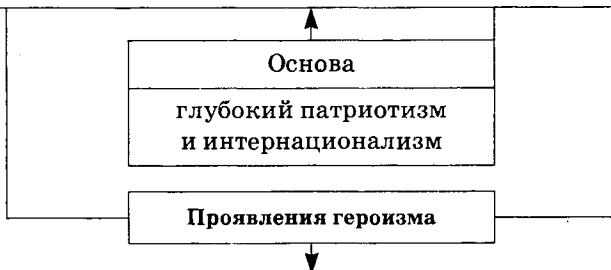 Основа
глубокий патриотизм
и интернационализм
Проявления героизма